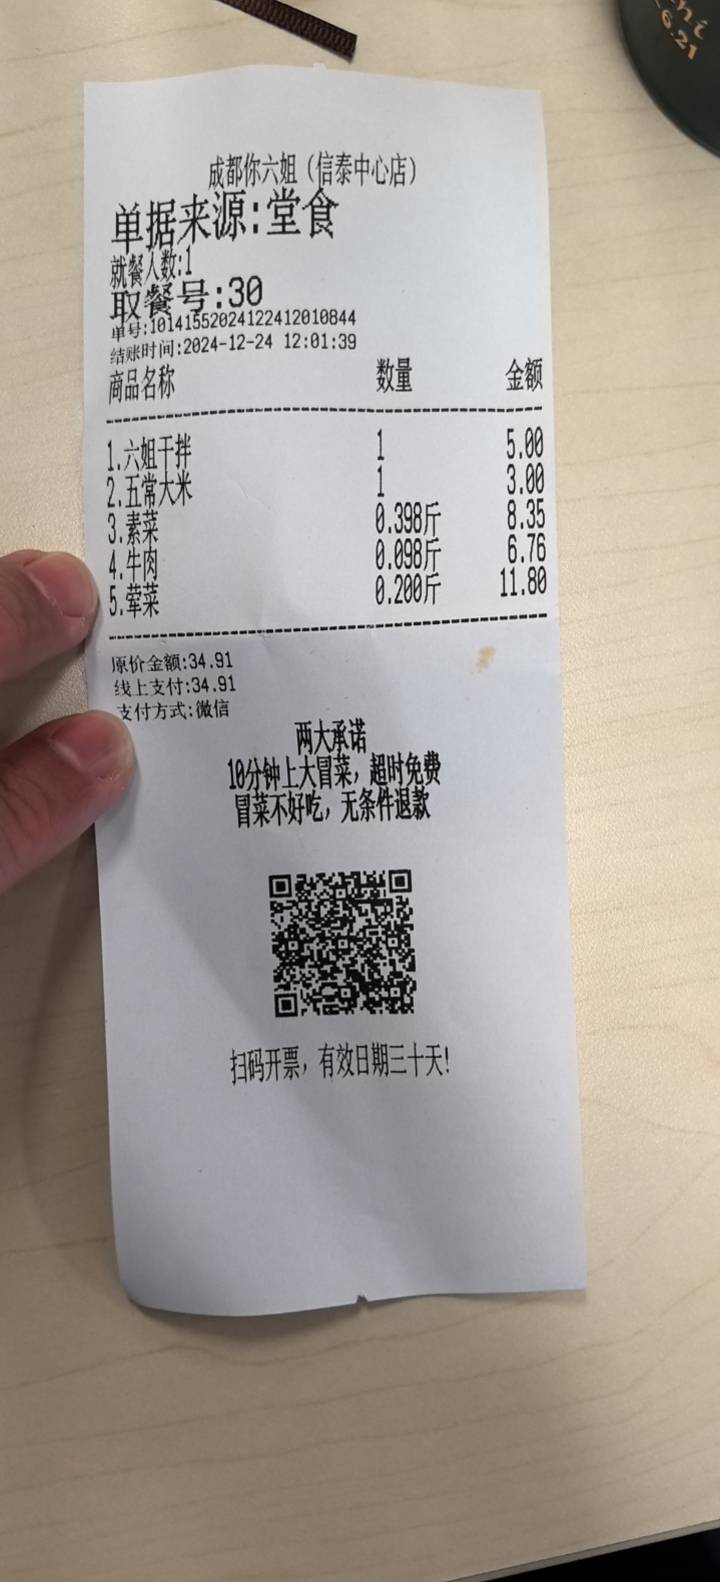 ni
6.21
成都你六姐（信泰中心店）
单据来源:堂食
就餐人数:1
取餐号:30
单号:10141552024122412010844
结账时间:2024-12-24 12:01:39
商品名称 数量 金额
1.六姐干拌 1 5.00
2.五常大米 1 3.00
3.素菜 0.398斤 8.35
4.牛肉 0.098斤 6.76
5.荤菜 0.200斤 11.80
原价金额:34.91
线上支付:34.91
支付方式:微信
两大承诺
10分钟上大冒菜，超时免费
冒菜不好吃，无条件退款
扫码开票，有效日期三十天！